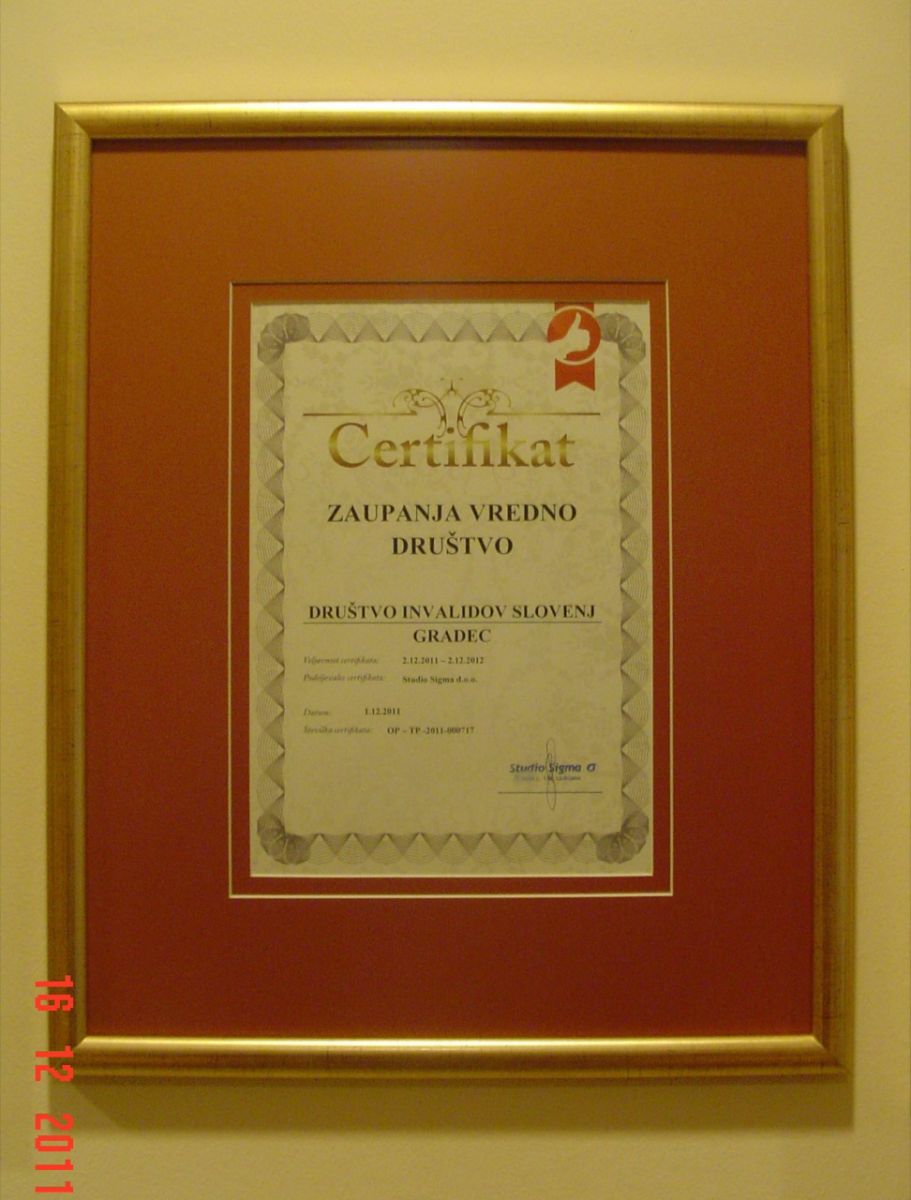 Certifikat
ZAUPANJA VREDNO
DRUŠTVO
DRUŠTVO INVALIDOV SLOVENJ
GRADEC
Veljavnost certifikata: 2.12.2011 – 2.12.2012
Podeljevalec certifikata: Studio Sigma d.o.o.
Datum: 1.12.2011
Številka certifikata: OP – TP -2011-000717
Studio Sigma
16 12 2011